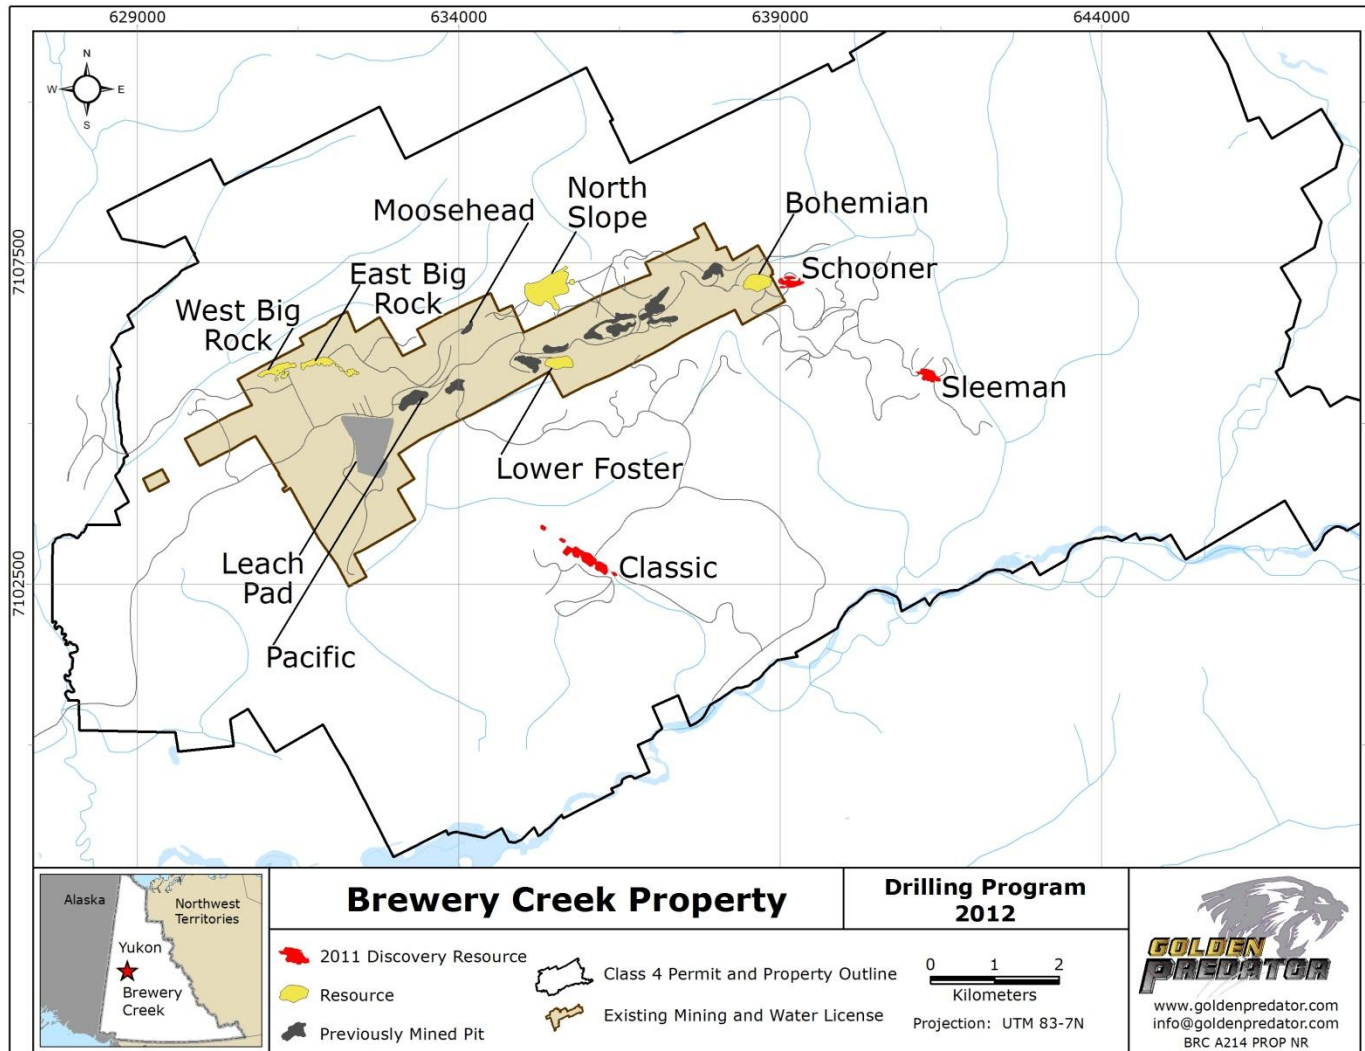 629000
634000
639000
644000
N
W E
S
7107500
7102500
North
Slope
Moosehead
Bohemian
Schooner
East Big
Rock
West Big
Rock
Sleeman
Lower Foster
Leach
Pad
Classic
Pacific
Alaska
Northwest
Territories
Yukon
Brewery
Creek
Brewery Creek Property
Drilling Program
2012
2011 Discovery Resource
Resource
Previously Mined Pit
Class 4 Permit and Property Outline
Existing Mining and Water License
0 1 2
Kilometers
Projection: UTM 83-7N
GOLDEN
PREDATOR
www.goldenpredator.com
info@goldenpredator.com
BRC A214 PROP NR